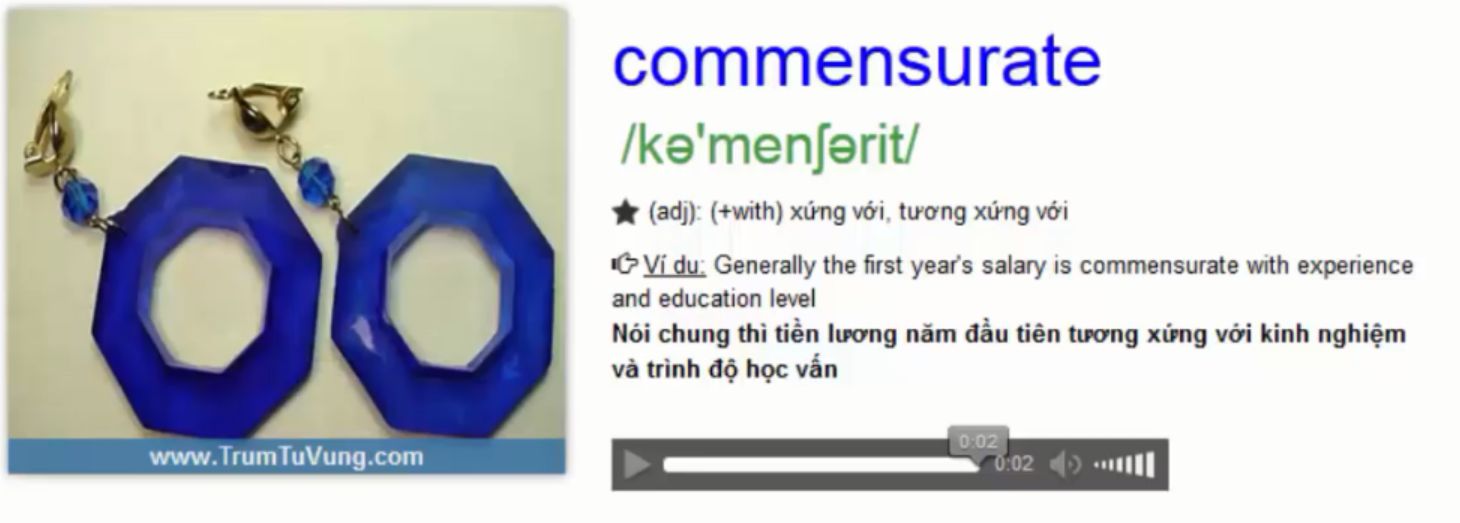 commensurate
/kə'menʃərit/
★ (adj): (+with) xứng với, tương xứng với
Ví du: Generally the first year's salary is commensurate with experience
and education level
Nói chung thì tiền lương năm đầu tiên tương xứng với kinh nghiệm
và trình độ học vấn
www.TrumTuVung.com
0:02
0:02